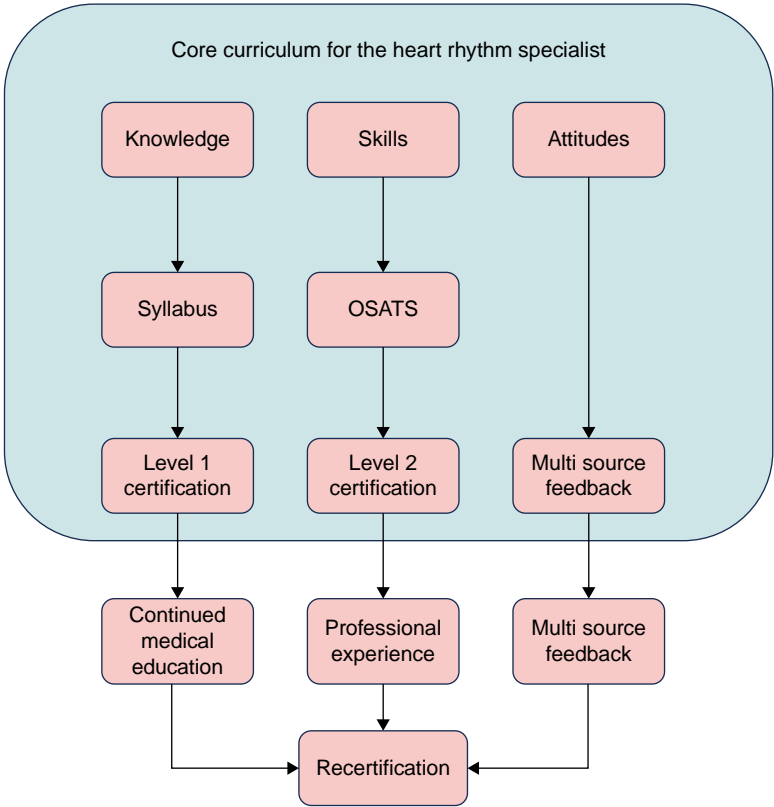 Core curriculum for the heart rhythm specialist
Knowledge
Skills
Attitudes
Syllabus
OSATS
Level 1
certification
Level 2
certification
Multi source
feedback
Continued
medical
education
Professional
experience
Multi source
feedback
Recertification